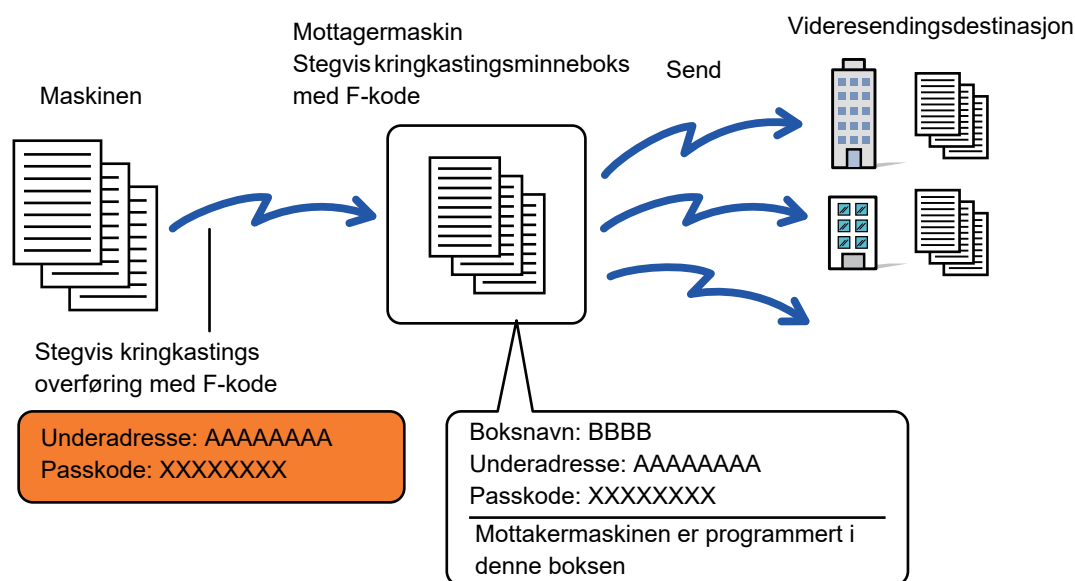 Maskinen
Mottagermaskin
Stegvis kringkastingsminneboks
med F-kode
Send
Videresendingsdestinasjon
Stegvis kringkastings
overføring med F-kode
Underadresse: AAAAAAAA
Passkode: XXXXXXXX
Boksnavn: BBBB
Underadresse: AAAAAAAA
Passkode: XXXXXXXX
Mottakermaskinen er programmert i
denne boksen